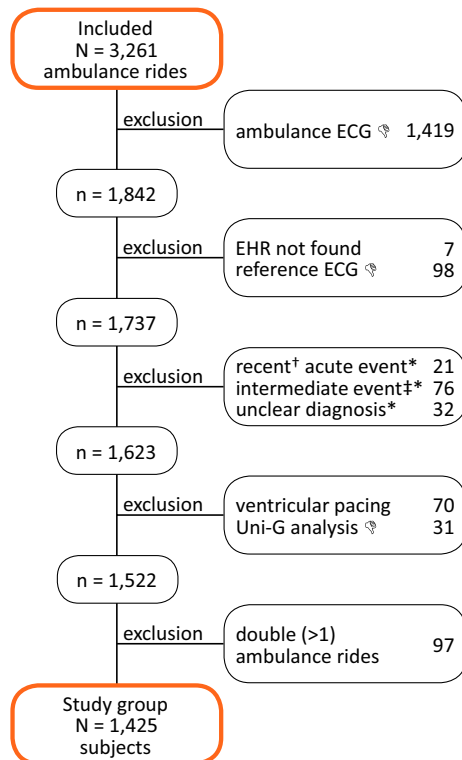 Included
N = 3,261
ambulance rides
exclusion
ambulance ECG 👎 1,419
n = 1,842
exclusion
EHR not found 7
reference ECG 👎 98
n = 1,737
exclusion
recent† acute event* 21
intermediate event‡* 76
unclear diagnosis* 32
n = 1,623
exclusion
ventricular pacing 70
Uni-G analysis 👎 31
n = 1,522
exclusion
double (>1)
ambulance rides 97
Study group
N = 1,425
subjects